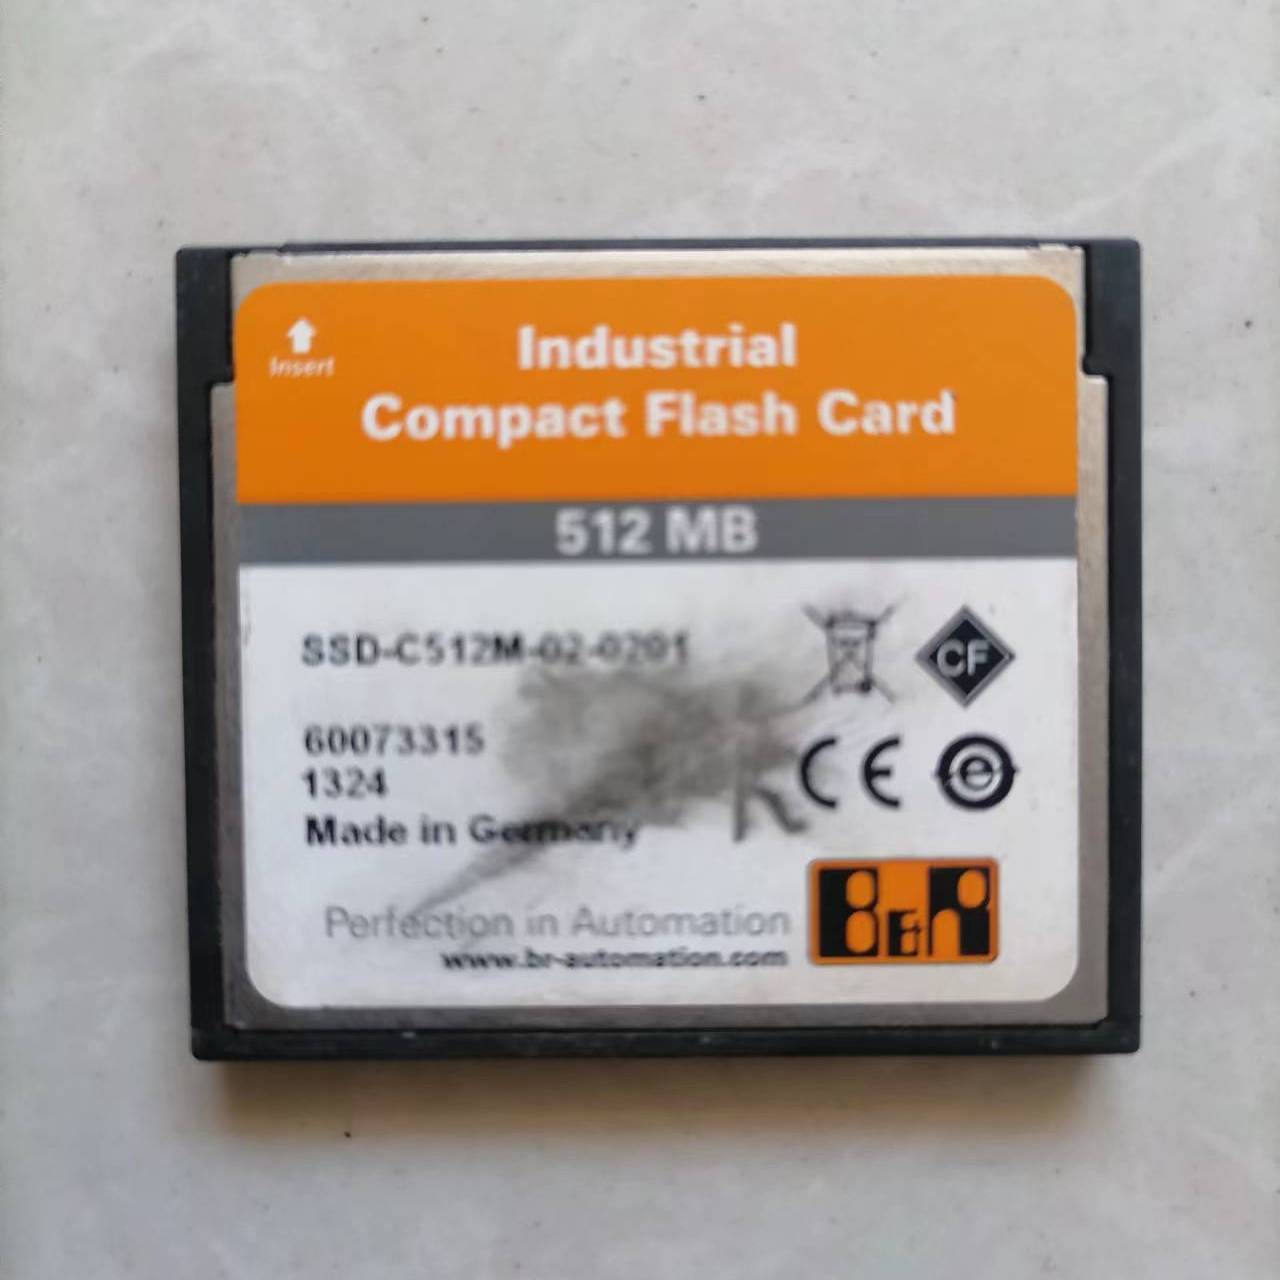 Insert
Industrial
Compact Flash Card
512 MB
SSD-C512M-02-0201
CF
60073315
1324
CE e
Made in Germany
Perfection in Automation
www.br-automation.com
B&R